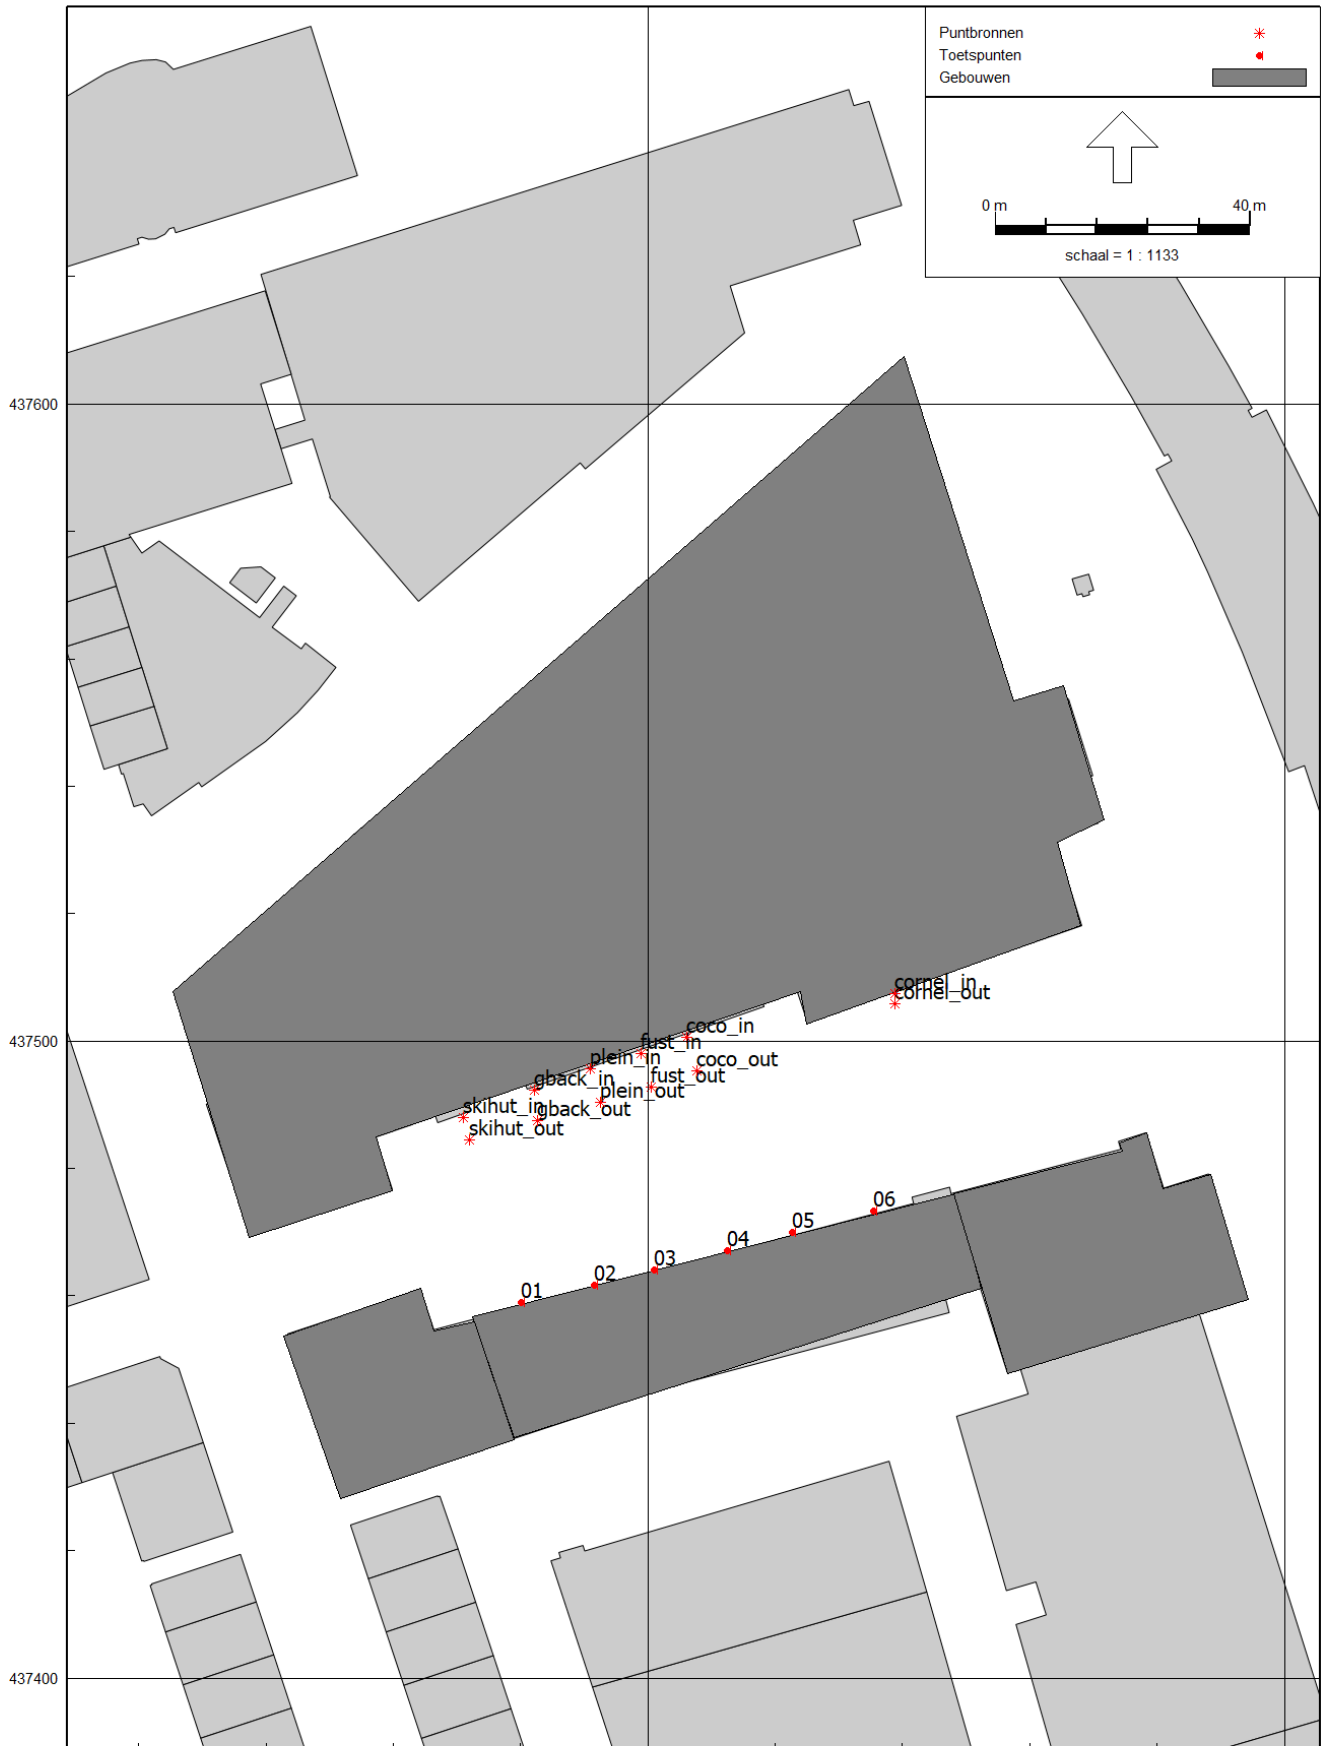 Puntbronnen
Toetspunten
Gebouwen
0 m 40 m
schaal = 1 : 1133
437600
cornel_in
cornel_out
coco_in
437500
fust_in
plein_in
coco_out
gback_in
fust_out
plein_out
skihut_in
gback_out
skihut_out
06
05
04
03
02
01
437400